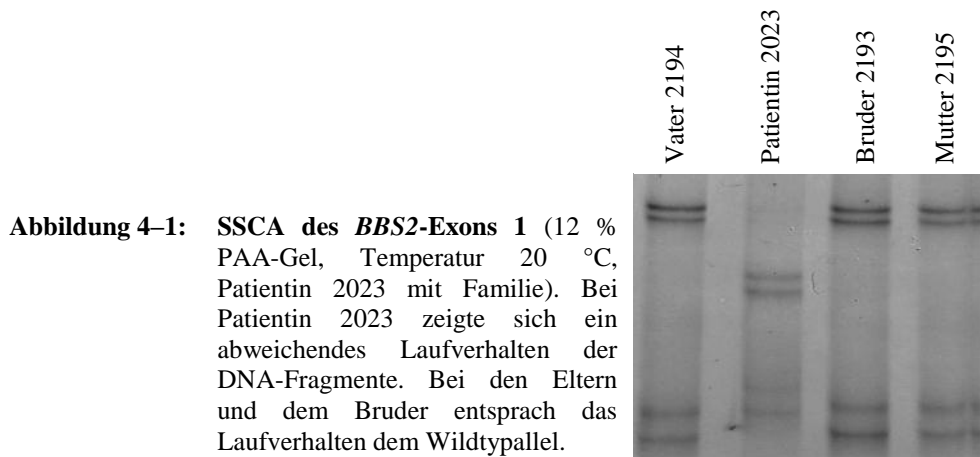 Vater 2194
Patientin 2023
Bruder 2193
Mutter 2195
Abbildung 4–1: SSCA des BBS2-Exons 1 (12 %
PAA-Gel, Temperatur 20 °C,
Patientin 2023 mit Familie). Bei
Patientin 2023 zeigte sich ein
abweichendes Laufverhalten der
DNA-Fragmente. Bei den Eltern
und dem Bruder entsprach das
Laufverhalten dem Wildtypallel.